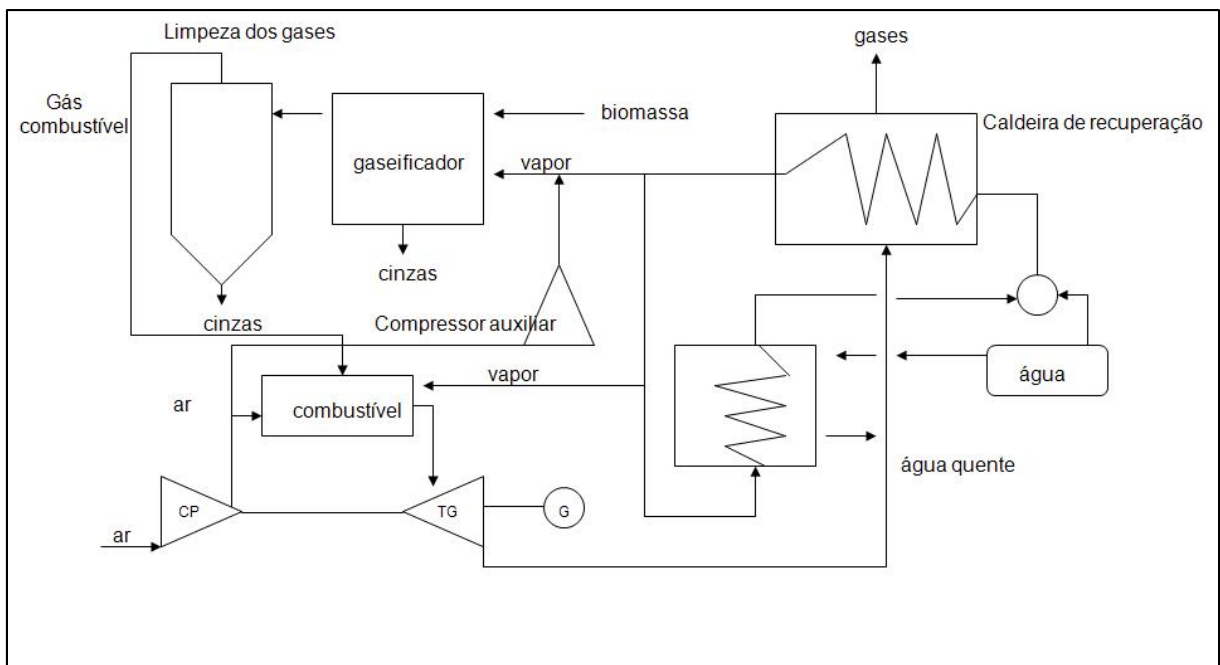 Limpeza dos gases
gases
Gás
combustível
biomassa
Caldeira de recuperação
gaseificador
vapor
cinzas
cinzas
Compressor auxiliar
vapor
água
ar
combustível
água quente
CP
TG
G
ar